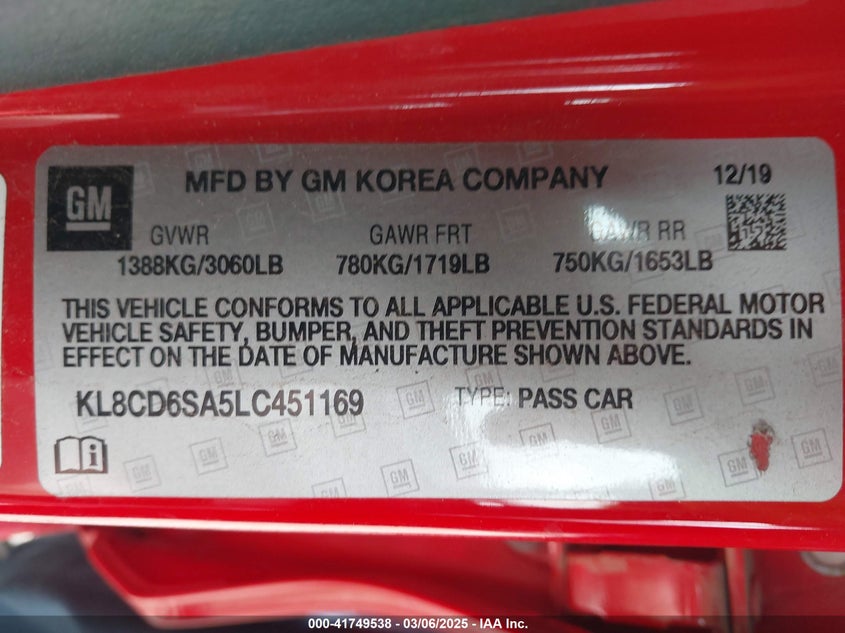 GM
MFD BY GM KOREA COMPANY
12/19
GVWR GAWR FRT GAWR RR
1388KG/3060LB 780KG/1719LB 750KG/1653LB
THIS VEHICLE CONFORMS TO ALL APPLICABLE U.S. FEDERAL MOTOR
VEHICLE SAFETY, BUMPER, AND THEFT PREVENTION STANDARDS IN
EFFECT ON THE DATE OF MANUFACTURE SHOWN ABOVE.
KL8CD6SA5LC451169 TYPE: PASS CAR
000-41749538 - 03/06/2025 - IAA Inc.